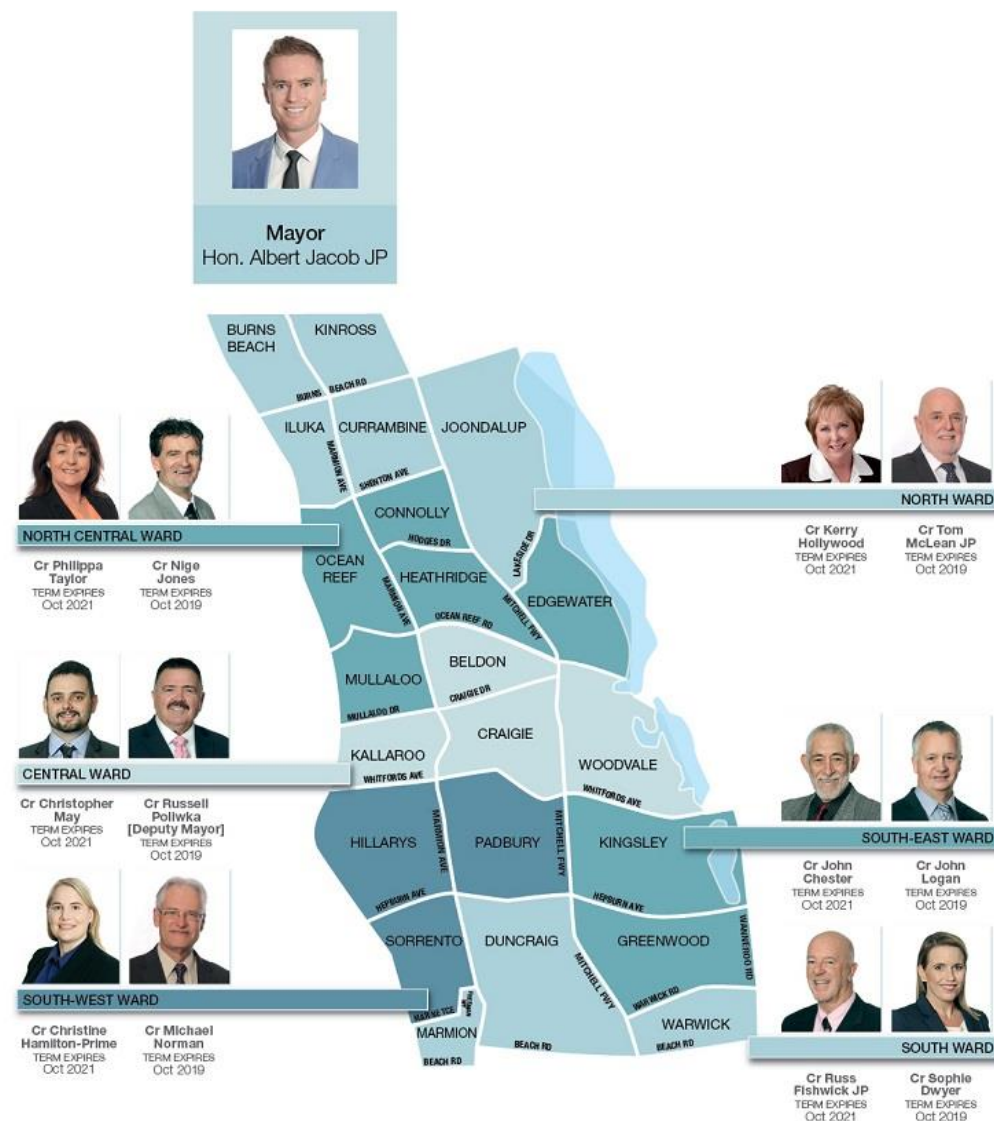 Mayor
Hon. Albert Jacob JP
BURNS
BEACH
KINROSS
BURNS BEACH RD
ILUKA
CURRAMBINE
JOONDALUP
MARMION AVE
SHENTON AVE
NORTH WARD
Cr Kerry
Hollywood
TERM EXPIRES
Oct 2021
Cr Tom
McLean JP
TERM EXPIRES
Oct 2019
NORTH CENTRAL WARD
Cr Philippa
Taylor
TERM EXPIRES
Oct 2021
Cr Nige
Jones
TERM EXPIRES
Oct 2019
CONNOLLY
HODGES DR
LAKESIDE DR
OCEAN
REEF
HEATHRIDGE
MARMION AVE
MITCHELL FWY
EDGEWATER
OCEAN REEF RD
BELDON
MULLALOO
CRAIGIE DR
MULLALOO DR
CRAIGIE
KALLAROO
WOODVALE
WHITFORDS AVE
WHITFORDS AVE
CENTRAL WARD
Cr Christopher
May
TERM EXPIRES
Oct 2021
Cr Russell
Poliwka
[Deputy Mayor]
TERM EXPIRES
Oct 2019
HILLARYS
MARMION AVE
PADBURY
MITCHELL FWY
KINGSLEY
SOUTH-EAST WARD
Cr John
Chester
TERM EXPIRES
Oct 2021
Cr John
Logan
TERM EXPIRES
Oct 2019
HEPBURN AVE
HEPBURN AVE
SORRENTO
DUNCRAIG
GREENWOOD
WANNEROO RD
MITCHELL FWY
WARWICK RD
SOUTH-WEST WARD
Cr Christine
Hamilton-Prime
TERM EXPIRES
Oct 2021
Cr Michael
Norman
TERM EXPIRES
Oct 2019
MARMION
WARWICK
BEACH RD
BEACH RD
BEACH RD
SOUTH WARD
Cr Russ
Fishwick JP
TERM EXPIRES
Oct 2021
Cr Sophie
Dwyer
TERM EXPIRES
Oct 2019